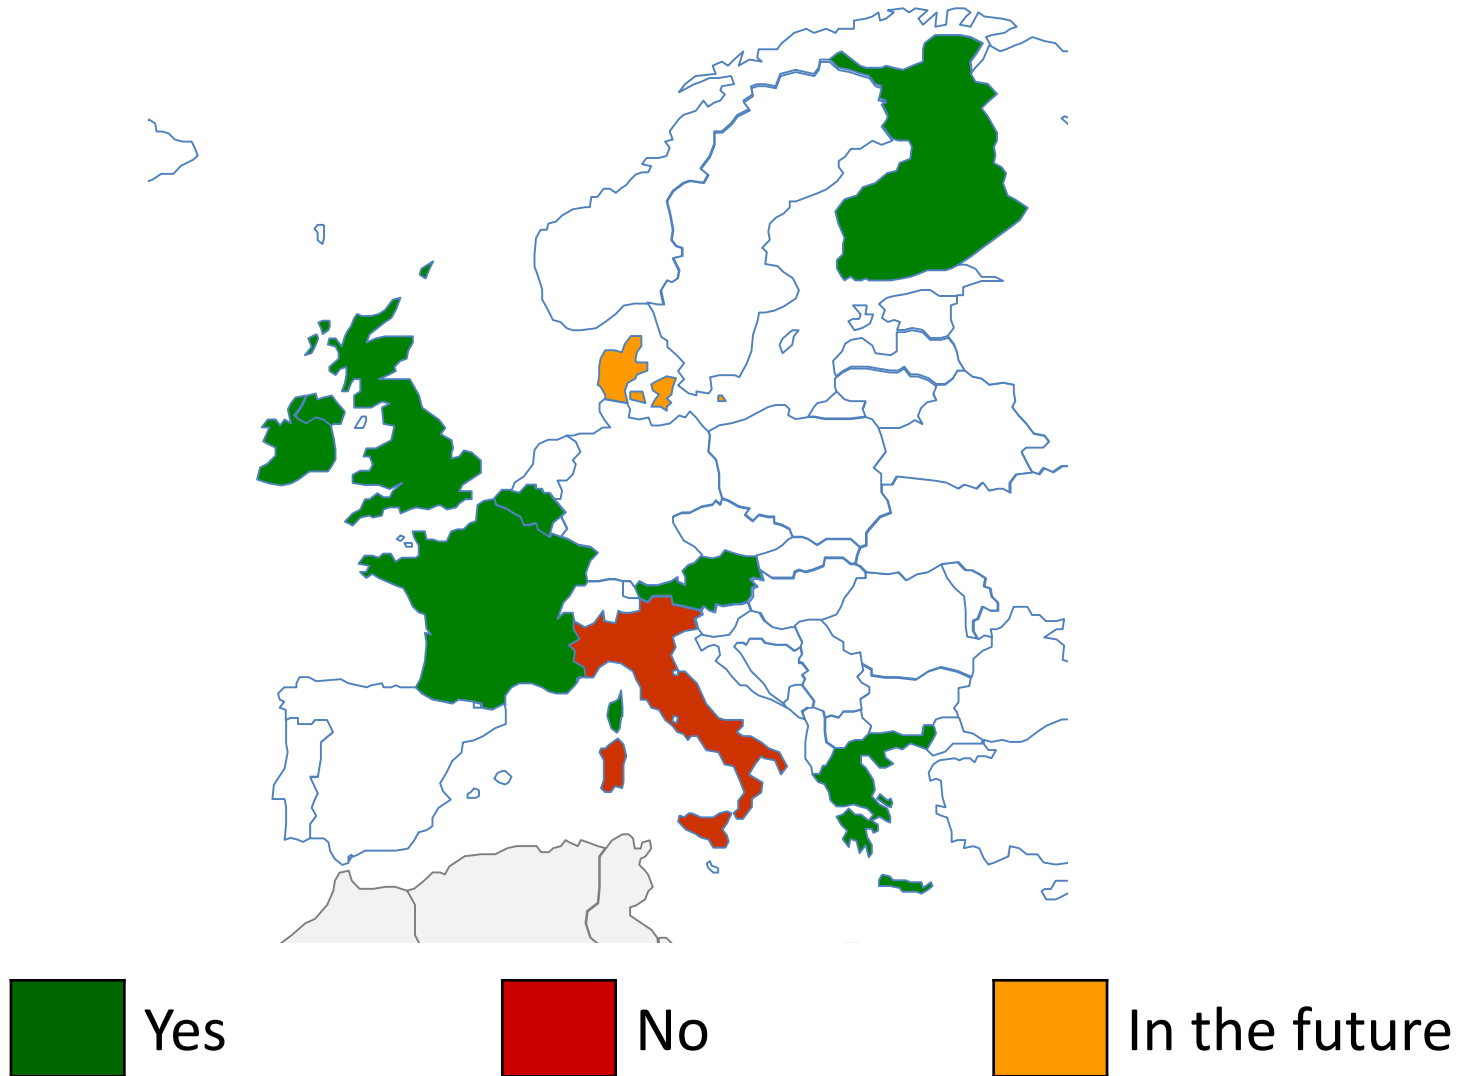 Yes
No
In the future